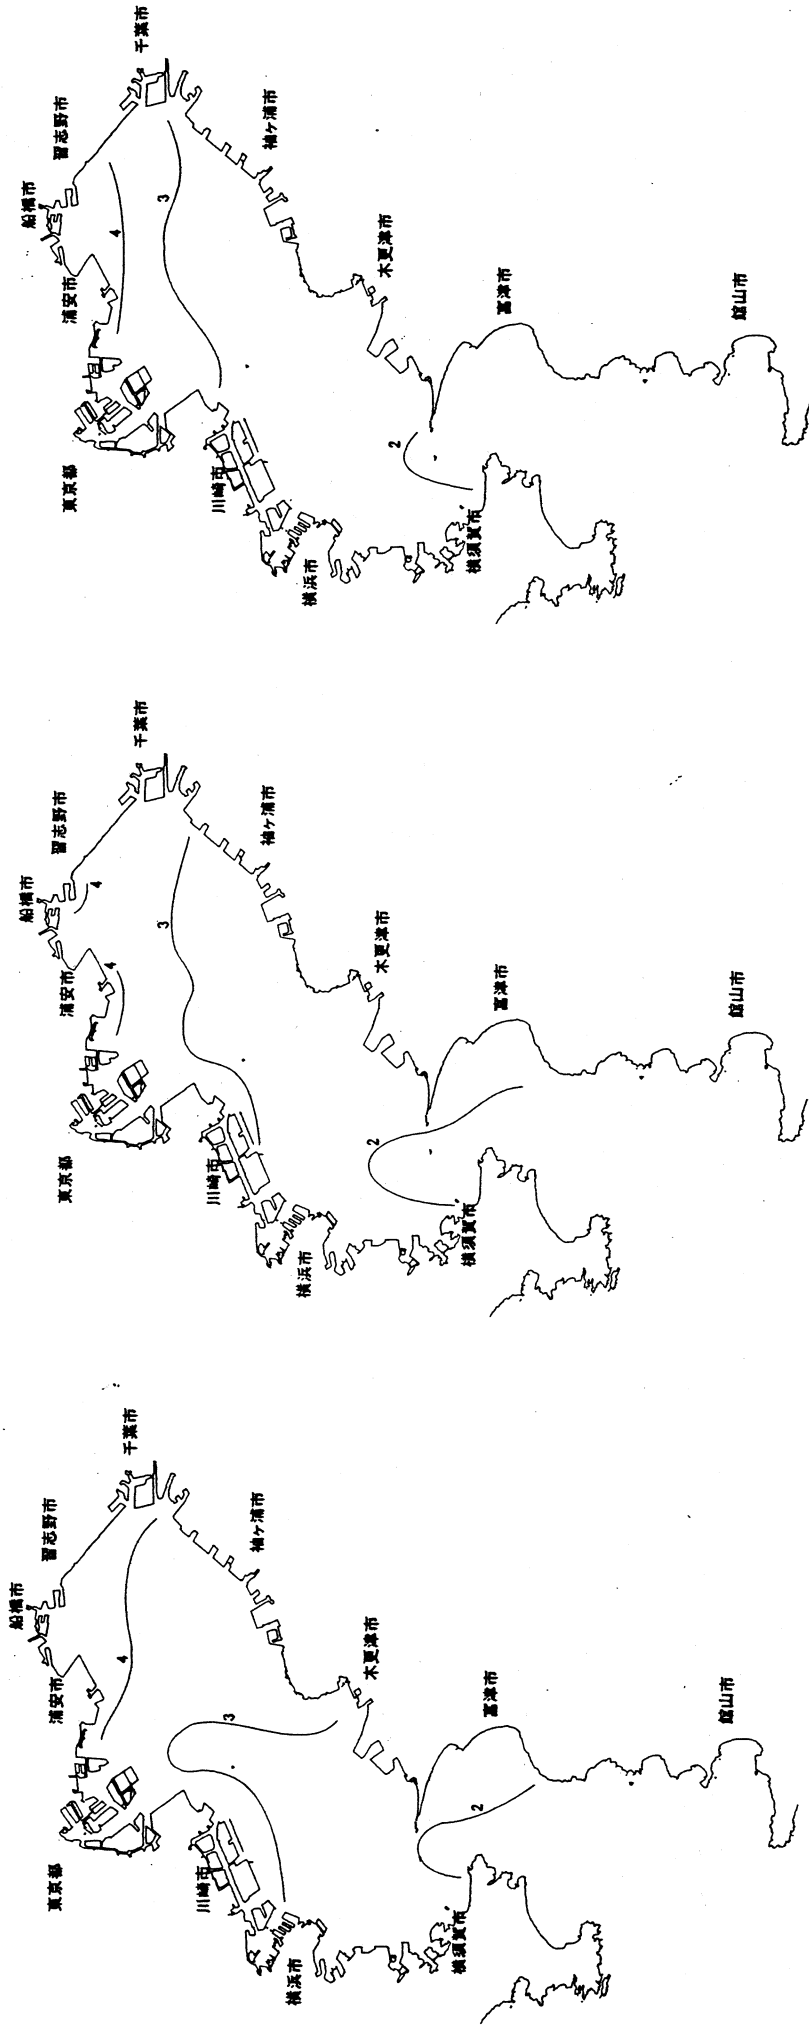 千葉市
習志野市
船橋市
浦安市
東京都
川崎市
横浜市
横須賀市
袖ヶ浦市
木更津市
富津市
館山市
4
3
2
千葉市
習志野市
船橋市
浦安市
東京都
川崎市
横浜市
横須賀市
袖ヶ浦市
木更津市
富津市
館山市
4
4
3
2
千葉市
習志野市
船橋市
浦安市
東京都
川崎市
横浜市
横須賀市
袖ヶ浦市
木更津市
富津市
館山市
4
3
2